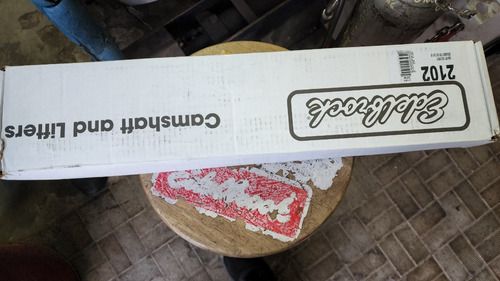 2102
Edelbrock
Camshaft and Lifters